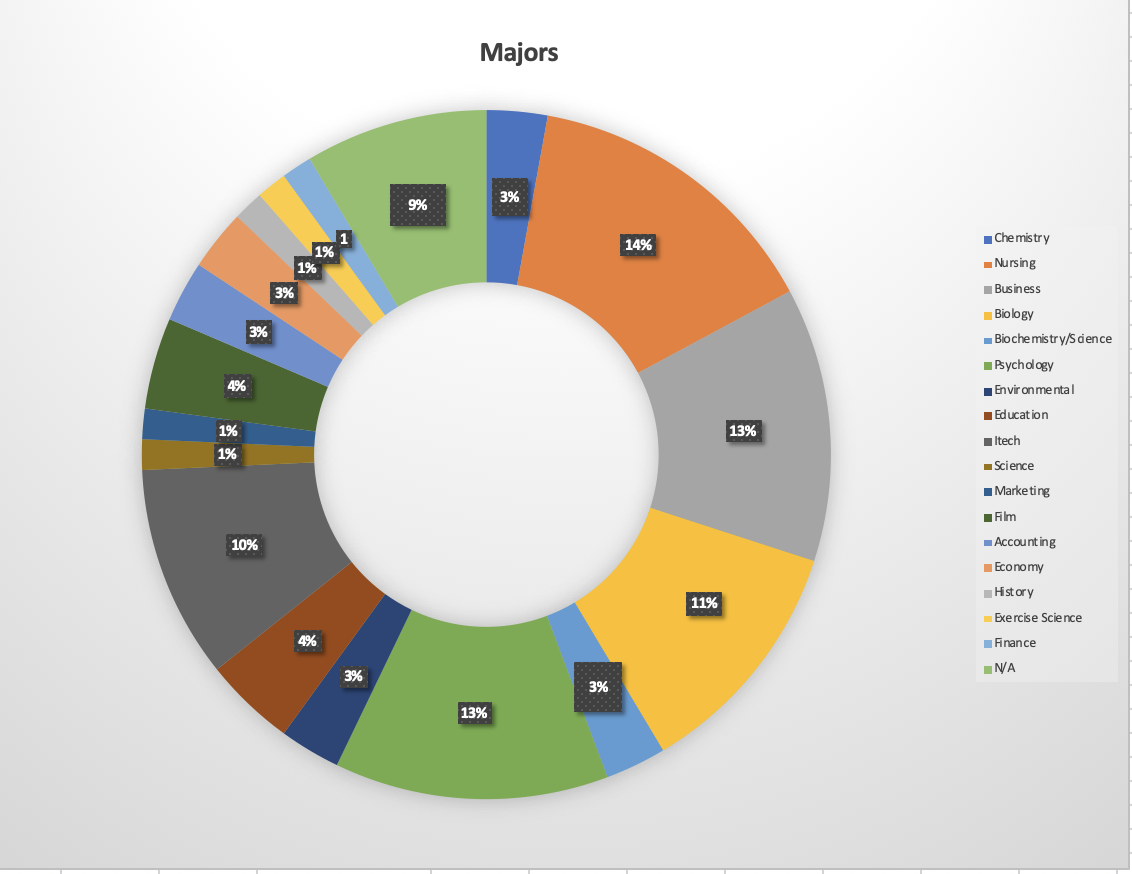 Majors
3%
14%
13%
11%
3%
13%
3%
4%
10%
1%
1%
4%
3%
3%
1%
1%
1
9%
Chemistry
Nursing
Business
Biology
Biochemistry/Science
Psychology
Environmental
Education
Itech
Science
Marketing
Film
Accounting
Economy
History
Exercise Science
Finance
N/A